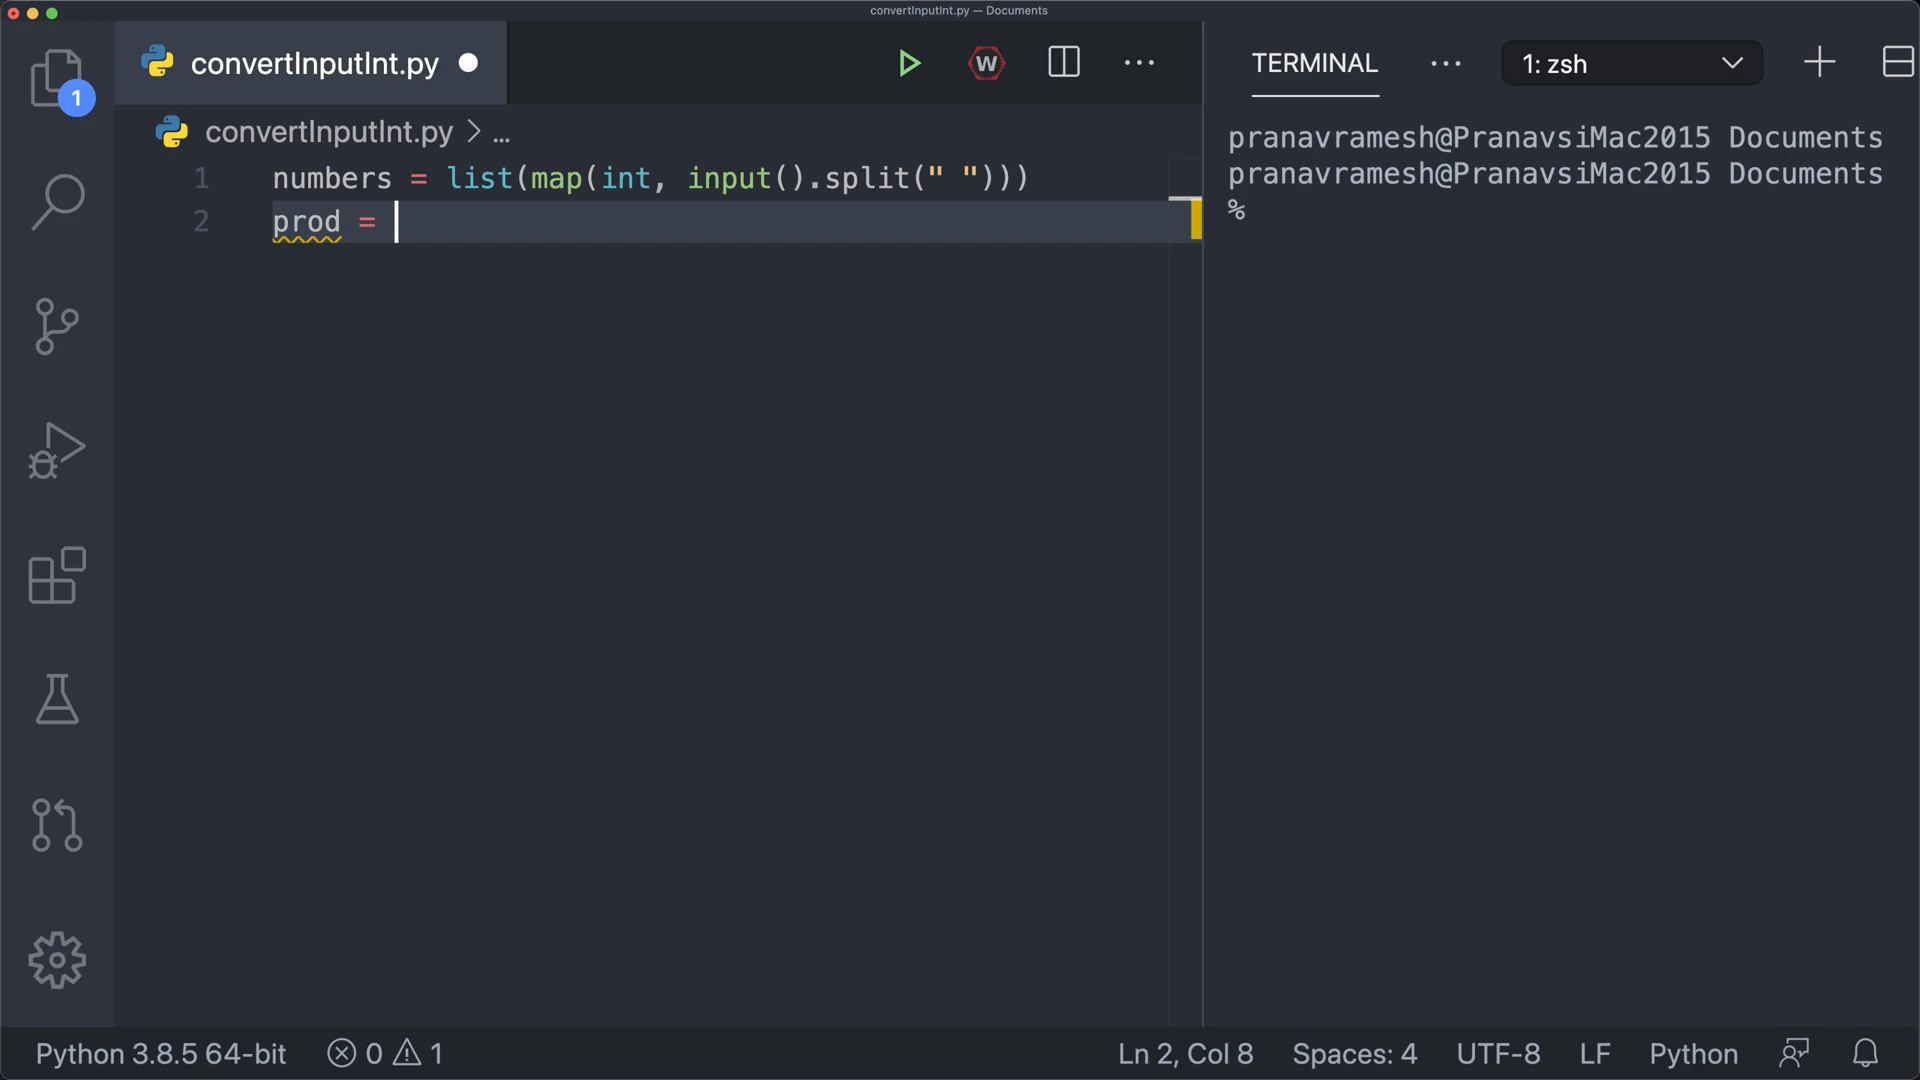 convertInputInt.py — Documents
convertInputInt.py
W
TERMINAL
1: zsh
1
convertInputInt.py > ...
1 numbers = list(map(int, input().split(" ")))
2 prod =
pranavramesh@PranavsiMac2015 Documents
pranavramesh@PranavsiMac2015 Documents
%
Python 3.8.5 64-bit 0 1 Ln 2, Col 8 Spaces: 4 UTF-8 LF Python